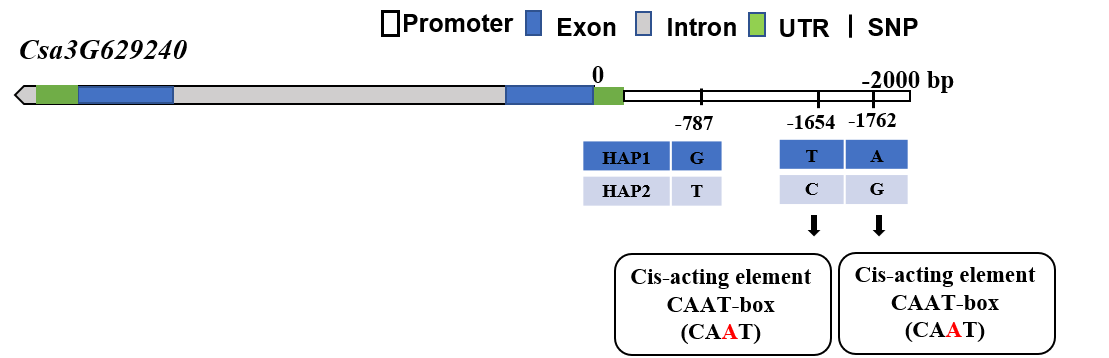 Promoter Exon Intron UTR SNP
Csa3G629240
0
-2000 bp
-787 -1654 -1762
HAP1 G T A
HAP2 T C G
Cis-acting element
CAAT-box
(CAAT)
Cis-acting element
CAAT-box
(CAAT)